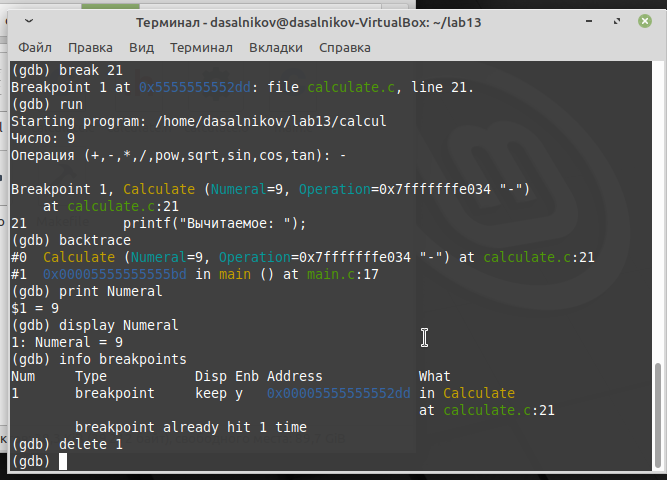 Терминал - dasalnikov@dasalnikov-VirtualBox: ~/lab13
Файл Правка Вид Терминал Вкладки Справка
(gdb) break 21
Breakpoint 1 at 0x5555555552dd: file calculate.c, line 21.
(gdb) run
Starting program: /home/dasalnikov/lab13/calcul
Число: 9
Операция (+,-,*,/,pow,sqrt,sin,cos,tan): -
Breakpoint 1, Calculate (Numeral=9, Operation=0x7fffffffe034 "-")
at calculate.c:21
21 printf("Вычитаемое: ");
(gdb) backtrace
#0 Calculate (Numeral=9, Operation=0x7fffffffe034 "-") at calculate.c:21
#1 0x00005555555555bd in main () at main.c:17
(gdb) print Numeral
$1 = 9
(gdb) display Numeral
1: Numeral = 9
(gdb) info breakpoints
Num Type Disp Enb Address What
1 breakpoint keep y 0x00005555555552dd in Calculate
at calculate.c:21
breakpoint already hit 1 time
(gdb) delete 1
(gdb)